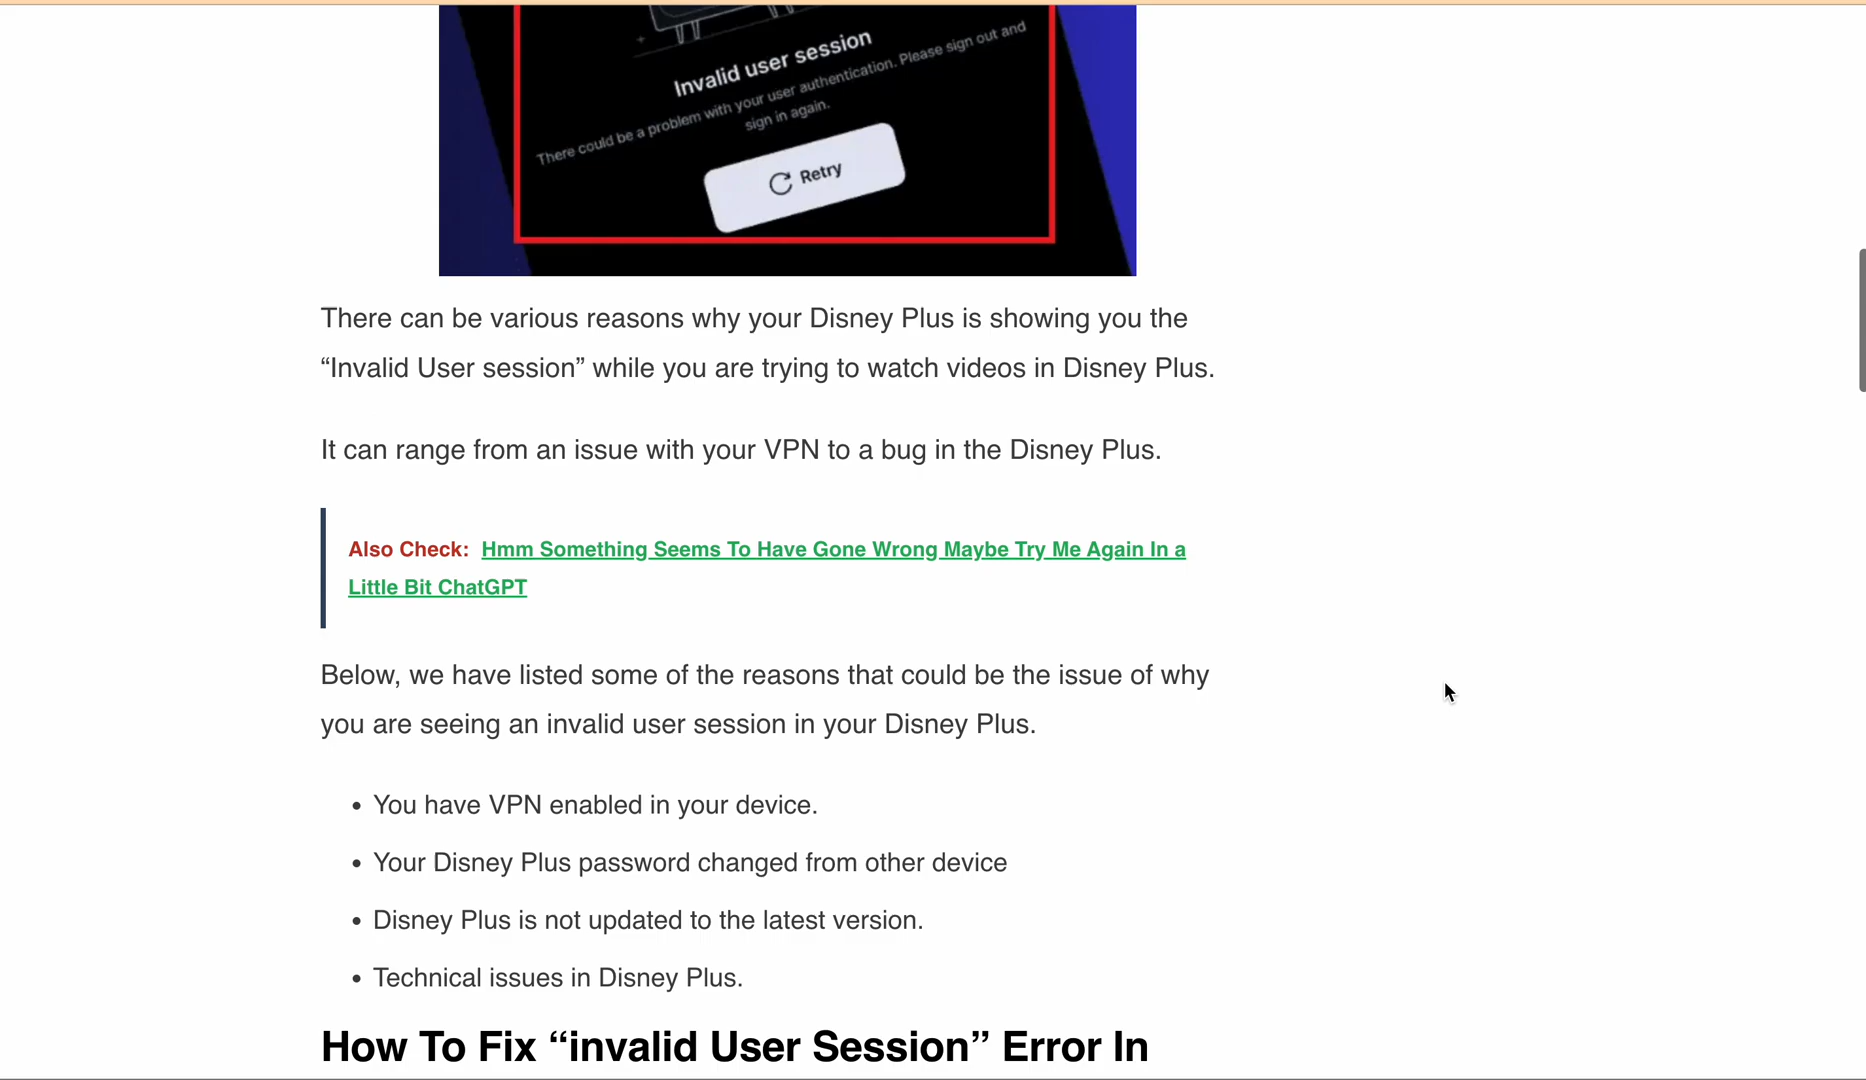 Invalid user session
There could be a problem with your user authentication. Please sign out and
sign in again.
Retry
There can be various reasons why your Disney Plus is showing you the
“Invalid User session” while you are trying to watch videos in Disney Plus.
It can range from an issue with your VPN to a bug in the Disney Plus.
Also Check: Hmm Something Seems To Have Gone Wrong Maybe Try Me Again In a
Little Bit ChatGPT
Below, we have listed some of the reasons that could be the issue of why
you are seeing an invalid user session in your Disney Plus.
• You have VPN enabled in your device.
• Your Disney Plus password changed from other device
• Disney Plus is not updated to the latest version.
• Technical issues in Disney Plus.
How To Fix “invalid User Session” Error In